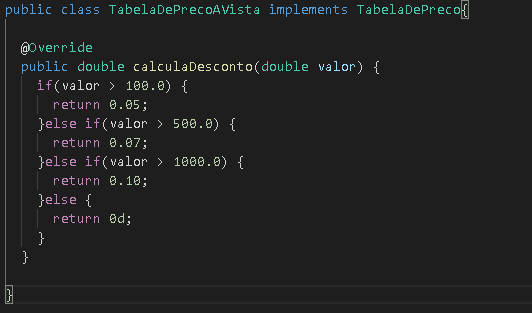 public class TabelaDePrecoAVista implements TabelaDePreco{
@Override
public double calculaDesconto(double valor) {
if(valor > 100.0) {
return 0.05;
}else if(valor > 500.0) {
return 0.07;
}else if(valor > 1000.0) {
return 0.10;
}else {
return 0d;
}
}
}